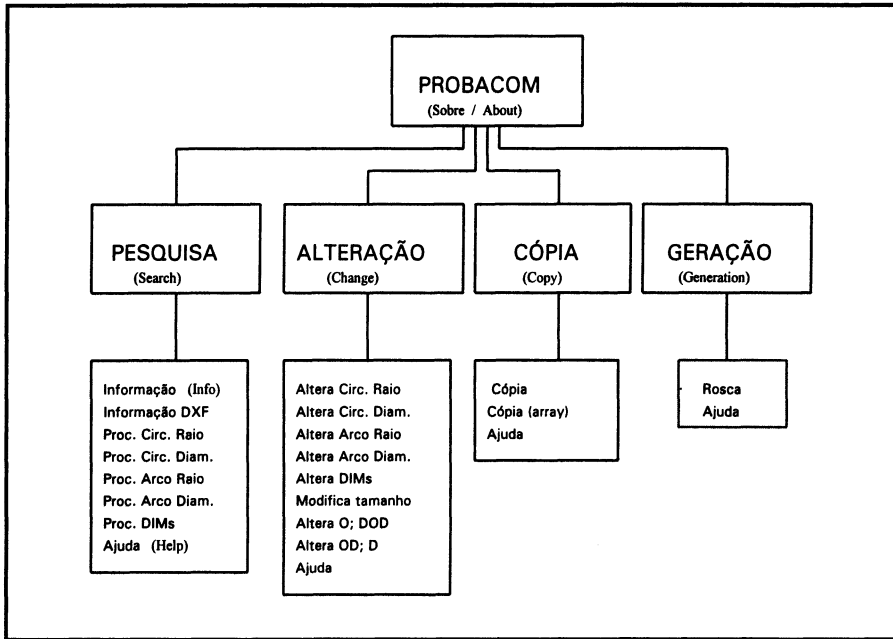 PROBACOM
(Sobre / About)
PESQUISA
(Search)
ALTERAÇÃO
(Change)
CÓPIA
(Copy)
GERAÇÃO
(Generation)
Informação (Info)
Informação DXF
Proc. Circ. Raio
Proc. Circ. Diam.
Proc. Arco Raio
Proc. Arco Diam.
Proc. DIMs
Ajuda (Help)
Altera Circ. Raio
Altera Circ. Diam.
Altera Arco Raio
Altera Arco Diam.
Altera DIMs
Modifica tamanho
Altera O; DOD
Altera OD; D
Ajuda
Cópia
Cópia (array)
Ajuda
Rosca
Ajuda